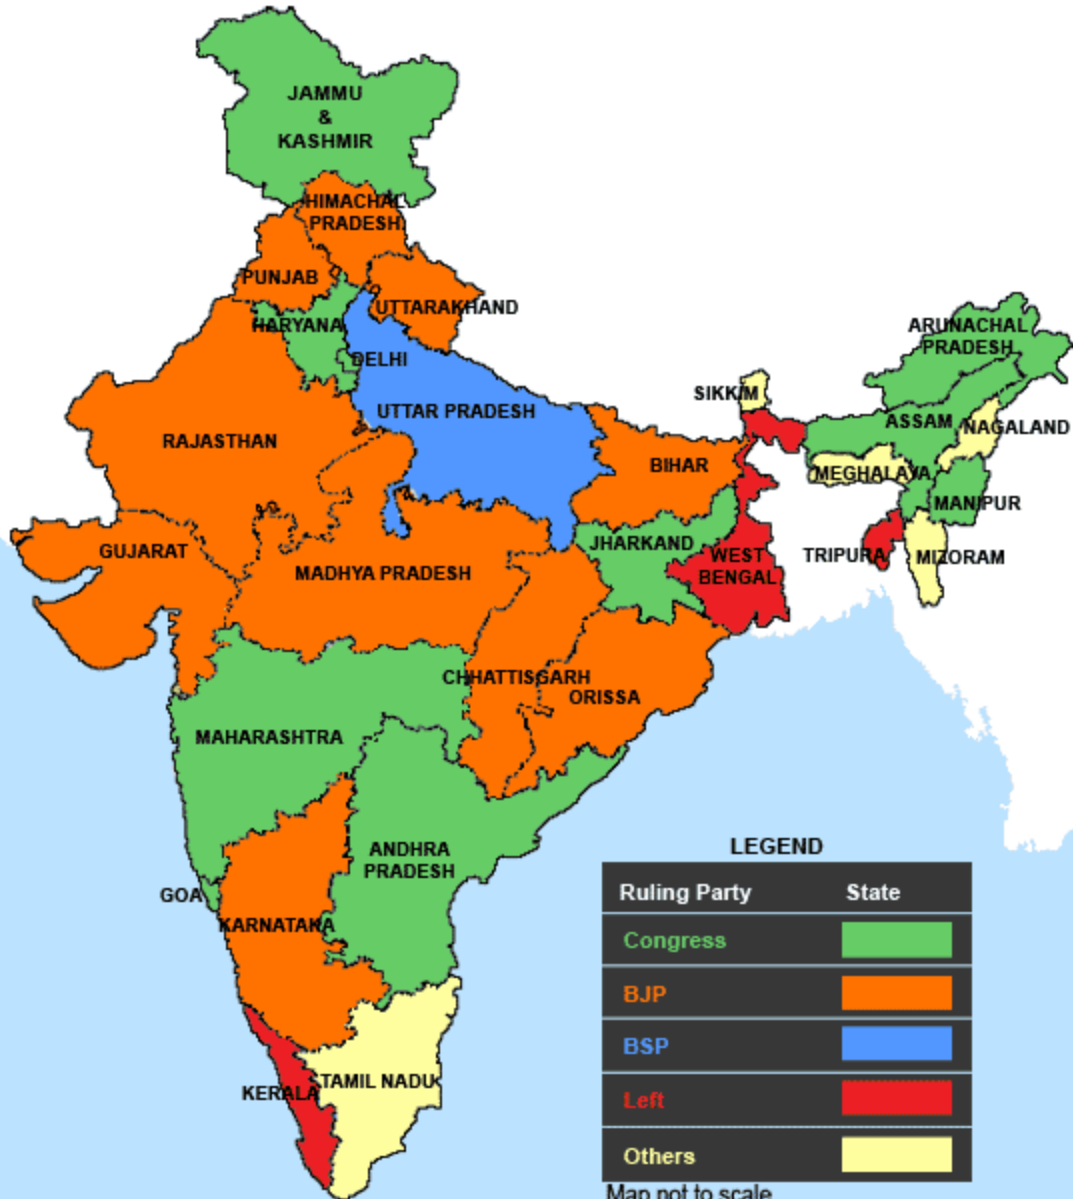 JAMMU
&
KASHMIR
HIMACHAL
PRADESH
PUNJAB
UTTARAKHAND
HARYANA
DELHI
ARUNACHAL
PRADESH
SIKKIM
UTTAR PRADESH
ASSAM
NAGALAND
RAJASTHAN
BIHAR
MEGHALAYA
MANIPUR
GUJARAT
JHARKAND
WEST
BENGAL
TRIPURA
MIZORAM
MADHYA PRADESH
CHHATTISGARH
ORISSA
MAHARASHTRA
ANDHRA
PRADESH
GOA
KARNATAKA
TAMIL NADU
KERALA
LEGEND
Ruling Party State
Congress
BJP
BSP
Left
Others
Map not to scale